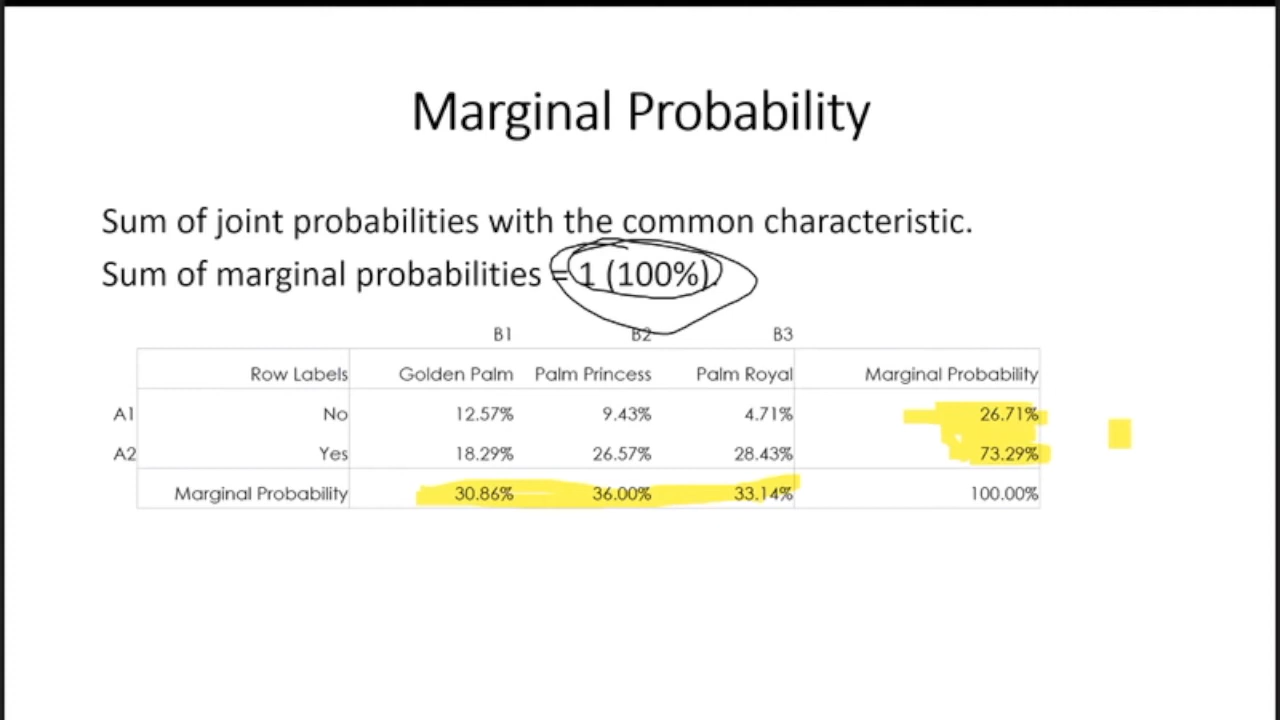 Marginal Probability
Sum of joint probabilities with the common characteristic.
Sum of marginal probabilities = 1 (100%).
B1 B2 B3
Row Labels Golden Palm Palm Princess Palm Royal Marginal Probability
A1 No 12.57% 9.43% 4.71% 26.71%
A2 Yes 18.29% 26.57% 28.43% 73.29%
Marginal Probability 30.86% 36.00% 33.14% 100.00%